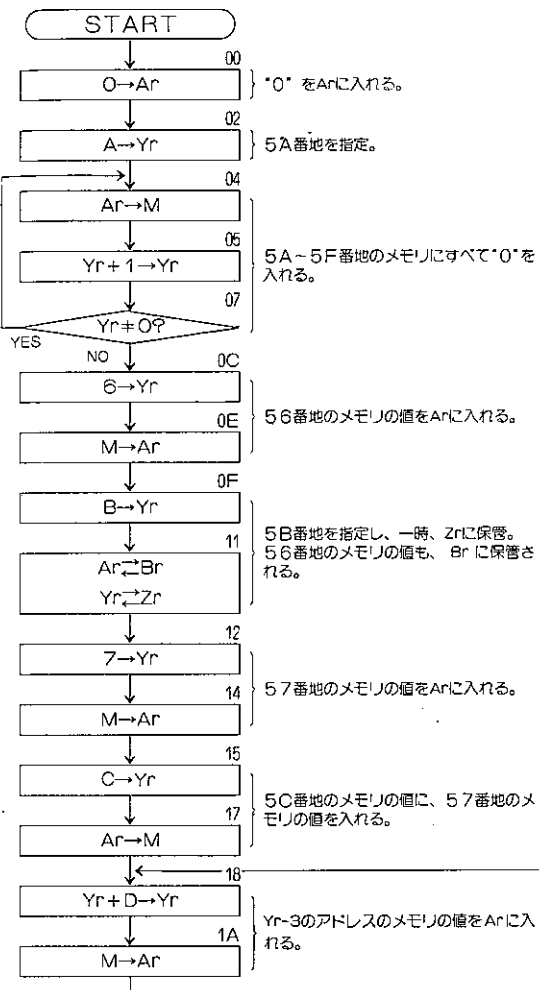 START
00
0→Ar
"0" をArに入れる。
02
A→Yr
5A番地を指定。
04
Ar→M
05
Yr+1→Yr
5A~5F番地のメモリにすべて"0"を
入れる。
07
Yr≠0?
YES
NO
0C
6→Yr
56番地のメモリの値をArに入れる。
0E
M→Ar
0F
B→Yr
5B番地を指定し、一時、Zrに保管。
56番地のメモリの値も、Brに保管さ
れる。
11
Ar⇄Br
Yr⇄Zr
12
7→Yr
57番地のメモリの値をArに入れる。
14
M→Ar
15
C→Yr
5C番地のメモリの値に、57番地のメ
モリの値を入れる。
17
Ar→M
18
Yr+D→Yr
Yr-3のアドレスのメモリの値をArに入
れる。
1A
M→Ar